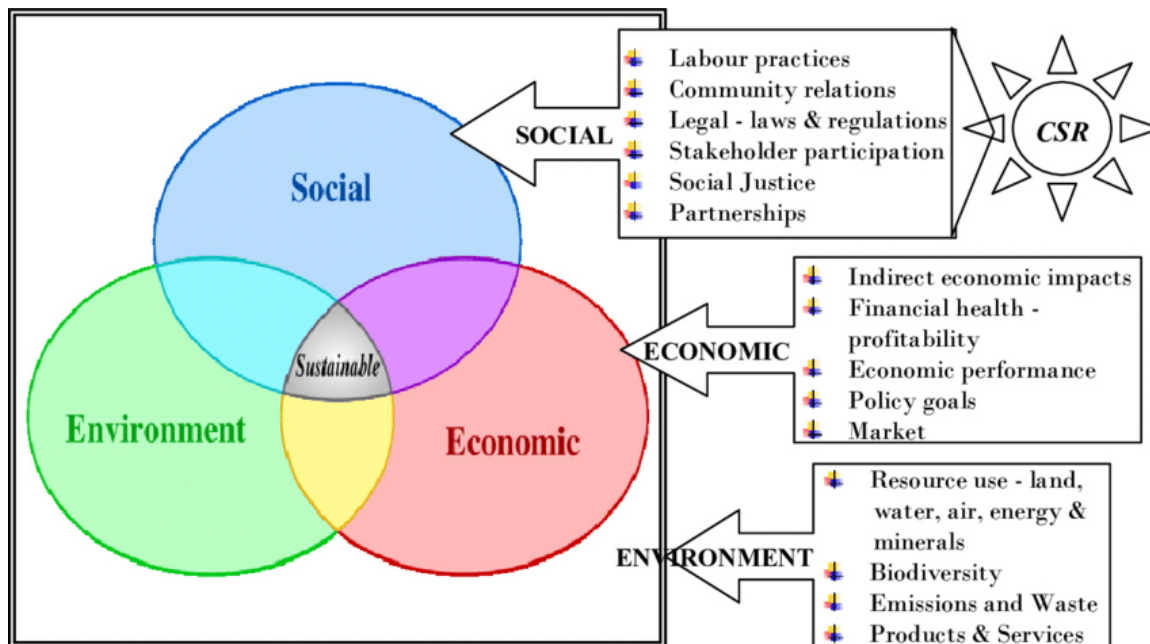 Social
Environment
Economic
Sustainable
SOCIAL
Labour practices
Community relations
Legal - laws & regulations
Stakeholder participation
Social Justice
Partnerships
CSR
ECONOMIC
Indirect economic impacts
Financial health -
profitability
Economic performance
Policy goals
Market
ENVIRONMENT
Resource use - land,
water, air, energy &
minerals
Biodiversity
Emissions and Waste
Products & Services